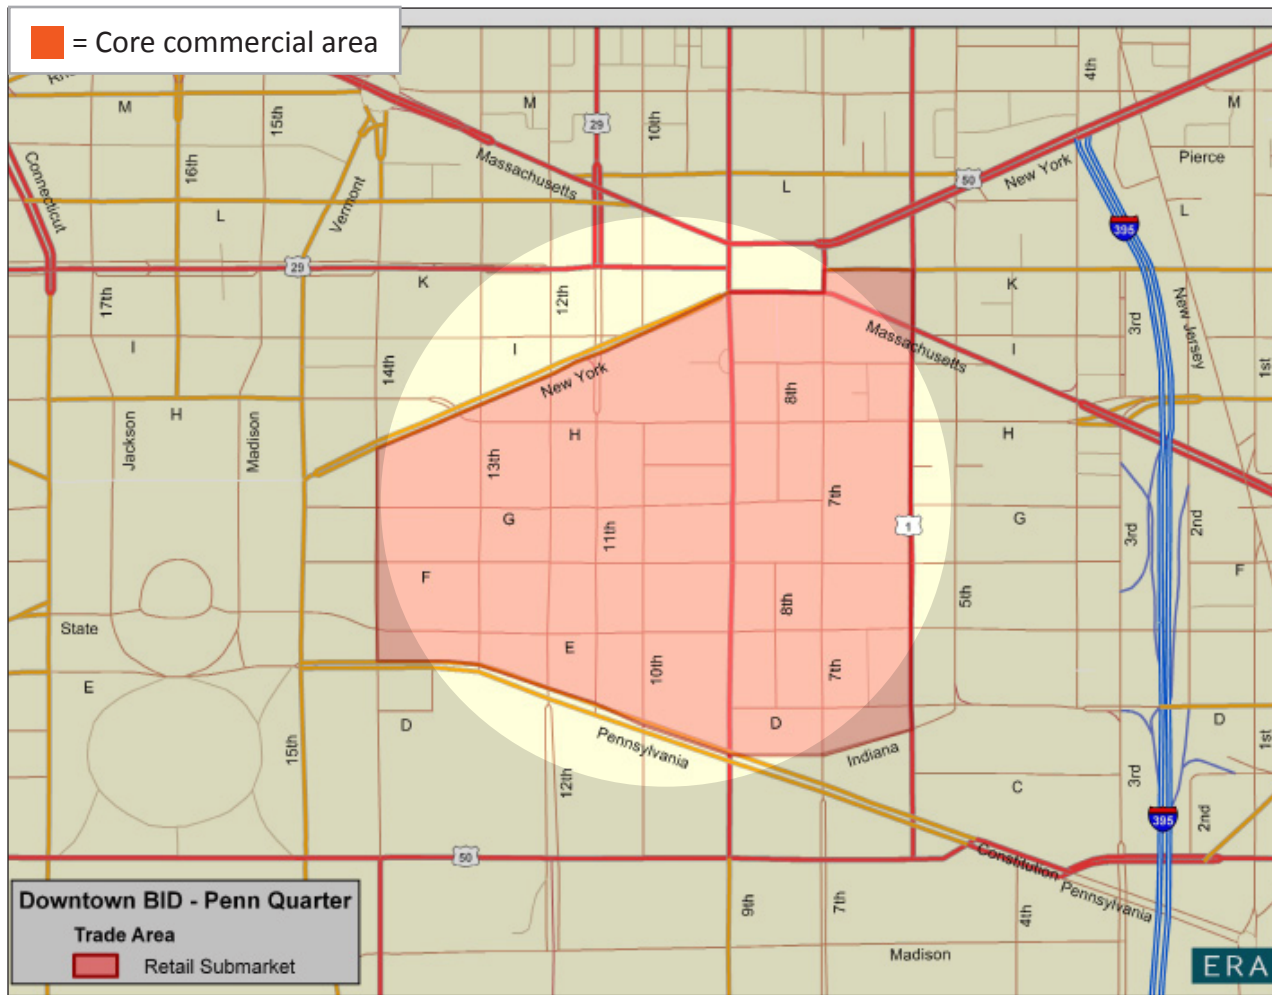 = Core commercial area
M
15th
16th
Connecticut
Vermont
L
29
17th
K
I
14th
H
Jackson
Madison
M
29
10th
Massachusetts
L
50
New York
4th
M
Pierce
L
395
12th
I
New York
K
3rd
New Jersey
Massachusetts
I
1st
8th
H
13th
H
G
11th
7th
1
G
3rd
2nd
F
8th
5th
F
State
E
E
10th
7th
D
D
Indiana
D
15th
Pennsylvania
12th
C
3rd
1st
395
2nd
50
Constitution
Pennsylvania
9th
7th
4th
Madison
Downtown BID - Penn Quarter
Trade Area
Retail Submarket
ERA